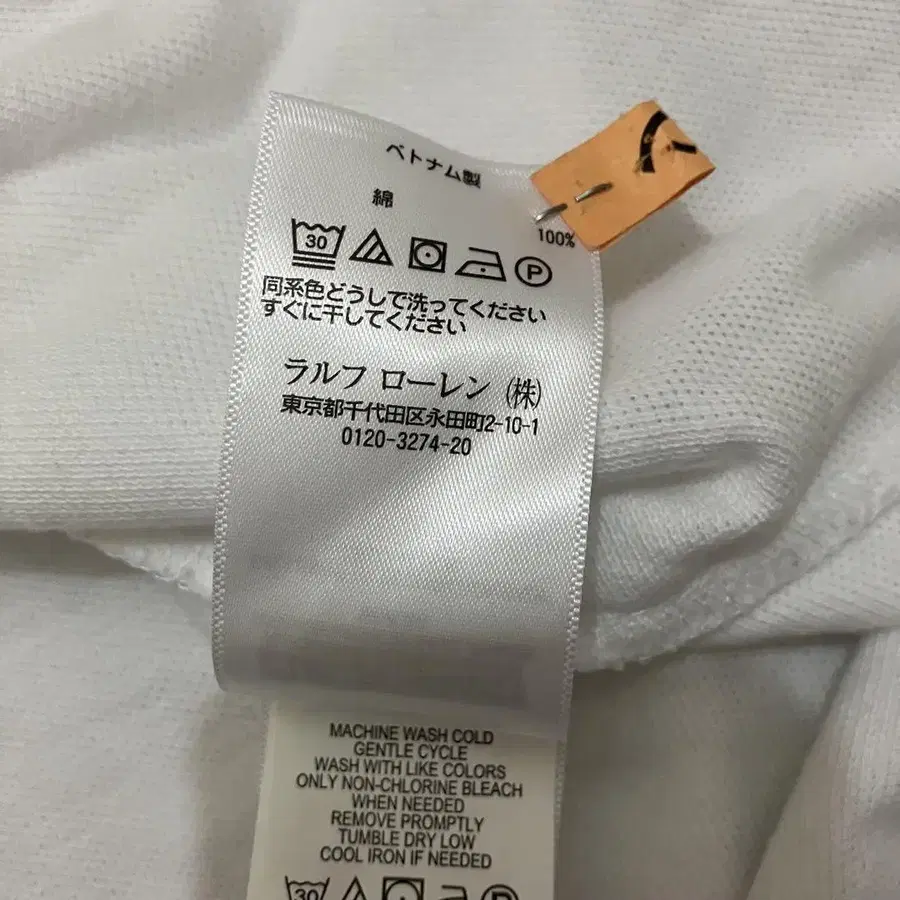 ベトナム製
綿 100%
30 P
同系色どうしで洗ってください
すぐに干してください
ラルフ ローレン (株)
東京都千代田区永田町2-10-1
0120-3274-20
MACHINE WASH COLD
GENTLE CYCLE
WASH WITH LIKE COLORS
ONLY NON-CHLORINE BLEACH
WHEN NEEDED
REMOVE PROMPTLY
TUMBLE DRY LOW
COOL IRON IF NEEDED
30